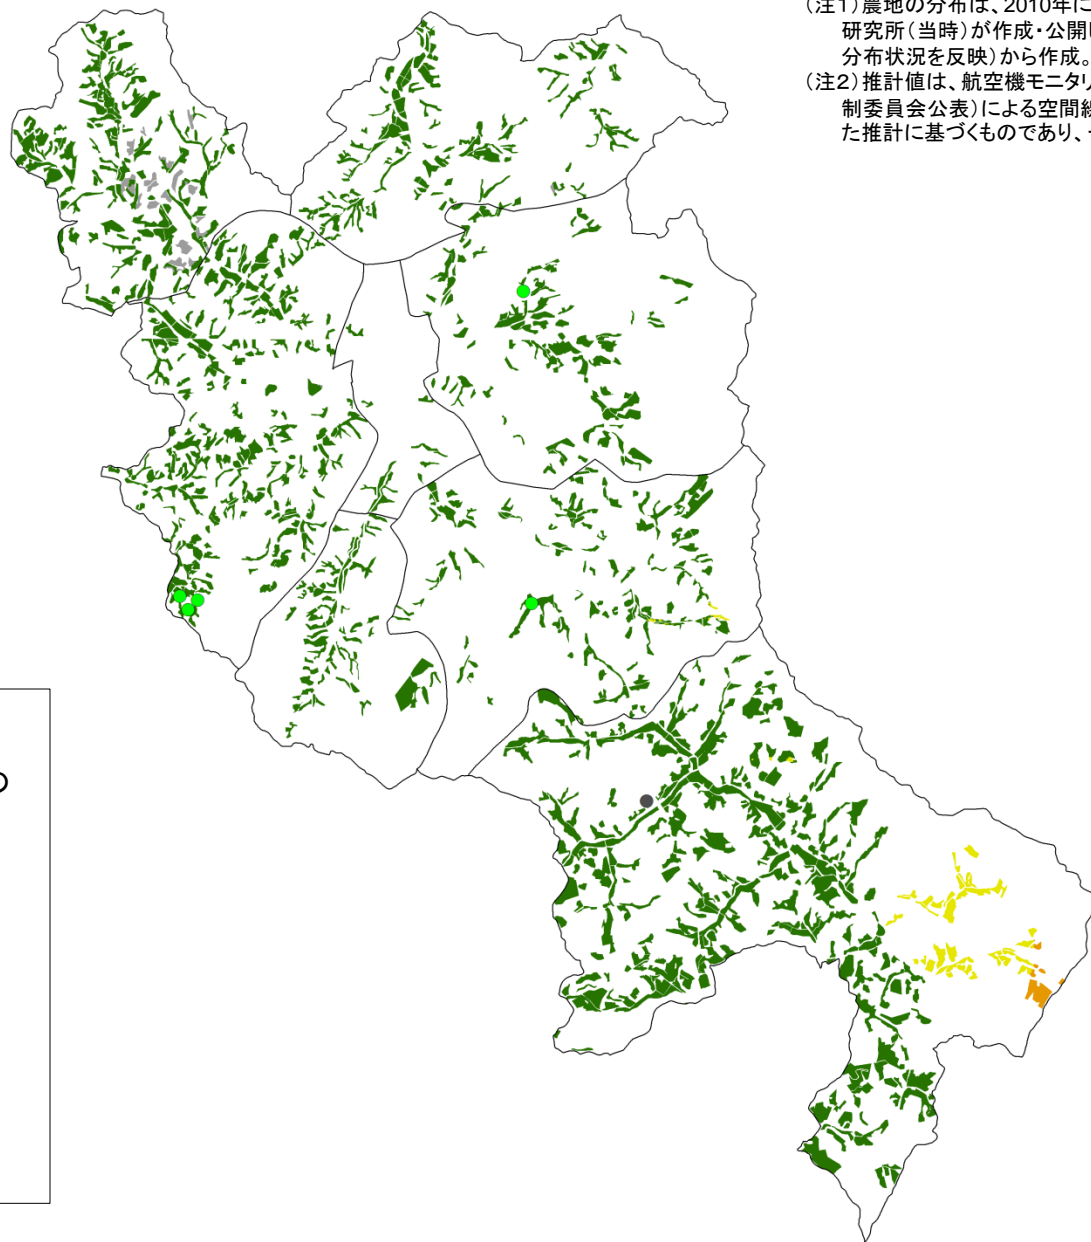 (注1)農地の分布は、2010年に
研究所(当時)が作成・公開
分布状況を反映)から作成。
(注2)推計値は、航空機モニタリ
制委員会公表)による空間線
た推計に基づくものであり、
の